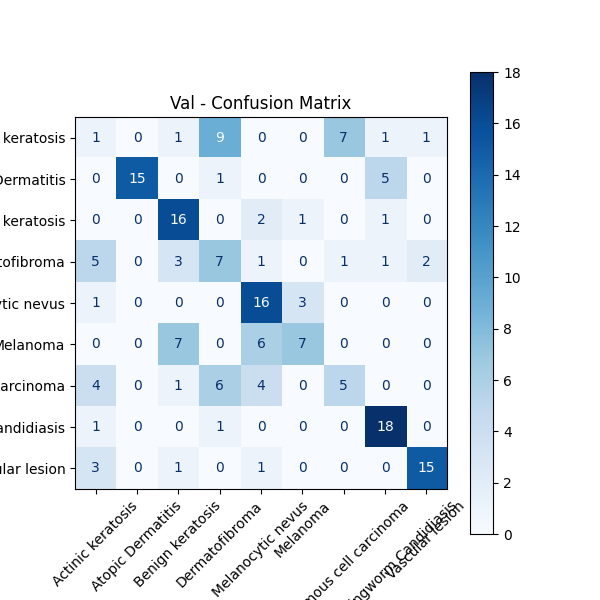 Val - Confusion Matrix
keratosis 1 0 1 9 0 0 7 1 1
Dermatitis 0 15 0 1 0 0 0 5 0
keratosis 0 0 16 0 2 1 0 1 0
tofibroma 5 0 3 7 1 0 1 1 2
ytic nevus 1 0 0 0 16 3 0 0 0
Melanoma 0 0 7 0 6 7 0 0 0
arcinoma 4 0 1 6 4 0 5 0 0
andidiasis 1 0 0 1 0 0 0 18 0
ular lesion 3 0 1 0 1 0 0 0 15
Actinic keratosis
Atopic Dermatitis
Benign keratosis
Dermatofibroma
Melanocytic nevus
Melanoma
mous cell carcinoma
ingworm Candidiasis
Vascular lesion
18
16
14
12
10
8
6
4
2
0